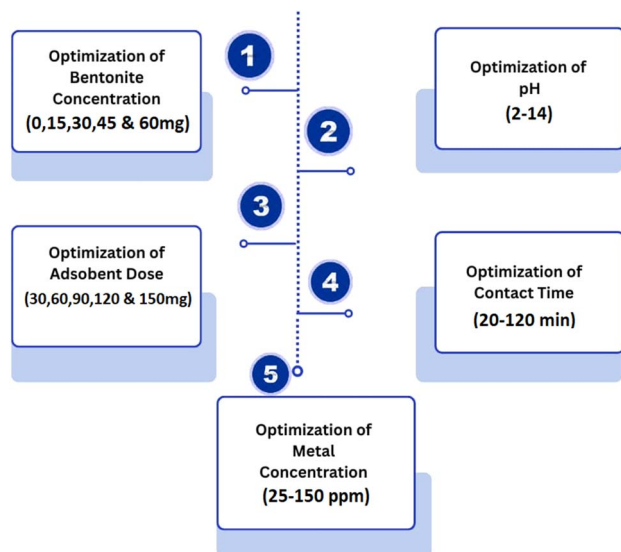 1
Optimization of
Bentonite
Concentration
(0,15,30,45 & 60mg)
2
Optimization of
pH
(2-14)
3
Optimization of
Adsobent Dose
(30,60,90,120 & 150mg)
4
Optimization of
Contact Time
(20-120 min)
5
Optimization of
Metal
Concentration
(25-150 ppm)